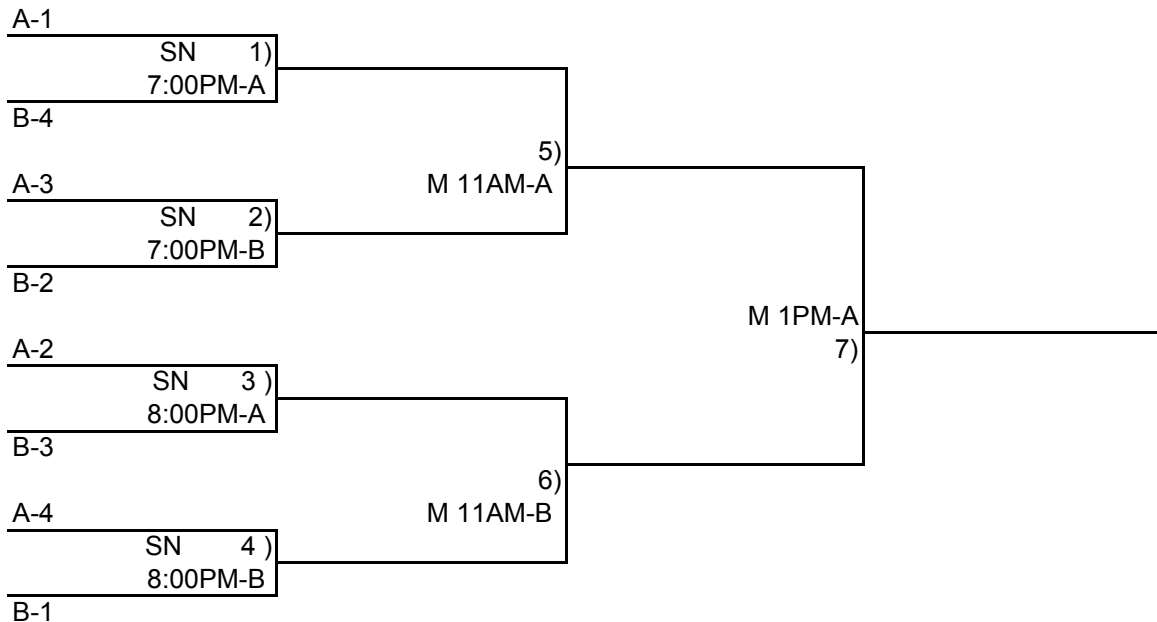 A-1
SN 1)
7:00PM-A
B-4
5)
M 11AM-A
A-3
SN 2)
7:00PM-B
B-2
M 1PM-A
7)
A-2
SN 3 )
8:00PM-A
B-3
6)
M 11AM-B
A-4
SN 4 )
8:00PM-B
B-1